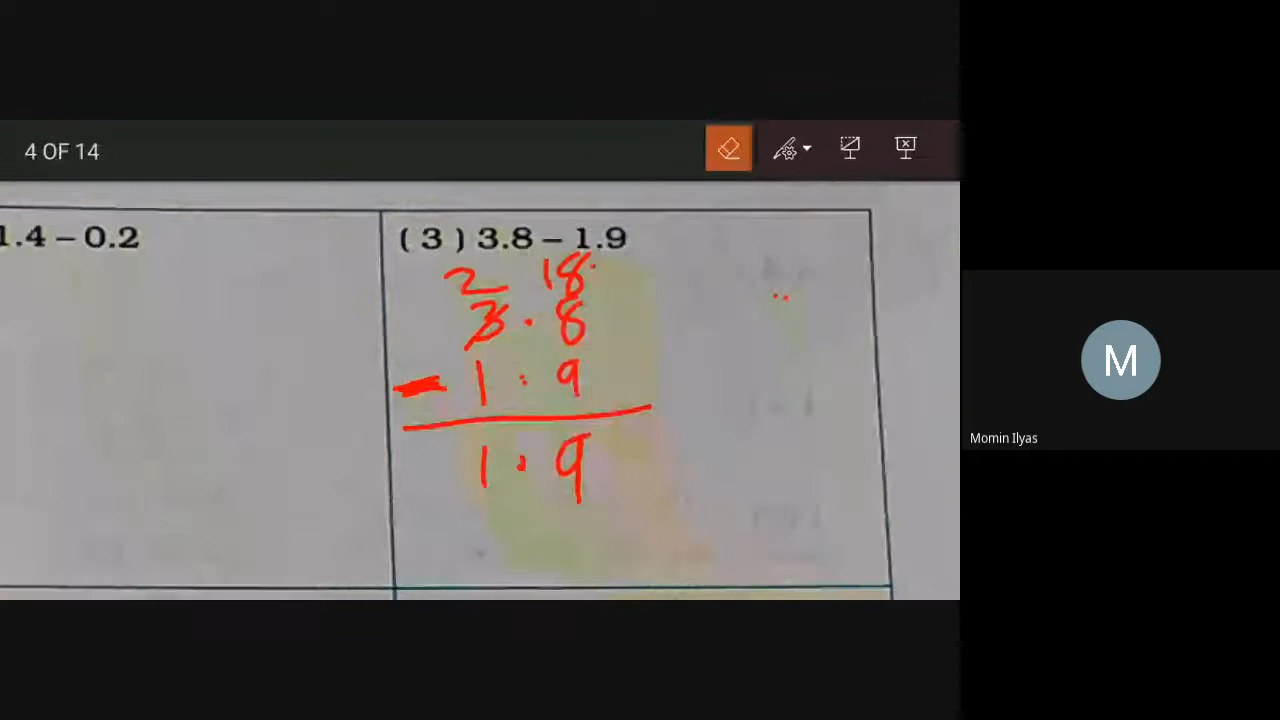 4 OF 14
1.4 – 0.2
( 3 ) 3.8 – 1.9
2 18
3 . 8
- 1 . 9
1 . 9
M
Momin Ilyas